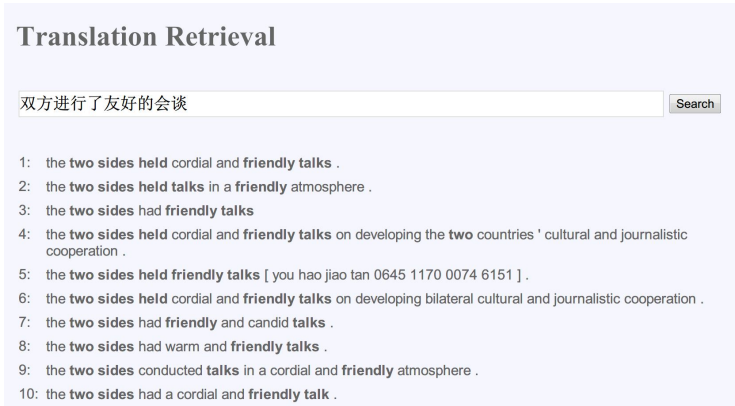 Translation Retrieval
双方进行了友好的会谈 Search
1: the two sides held cordial and friendly talks .
2: the two sides held talks in a friendly atmosphere .
3: the two sides had friendly talks
4: the two sides held cordial and friendly talks on developing the two countries ' cultural and journalistic
cooperation .
5: the two sides held friendly talks [ you hao jiao tan 0645 1170 0074 6151 ] .
6: the two sides held cordial and friendly talks on developing bilateral cultural and journalistic cooperation .
7: the two sides had friendly and candid talks .
8: the two sides had warm and friendly talks .
9: the two sides conducted talks in a cordial and friendly atmosphere .
10: the two sides had a cordial and friendly talk .